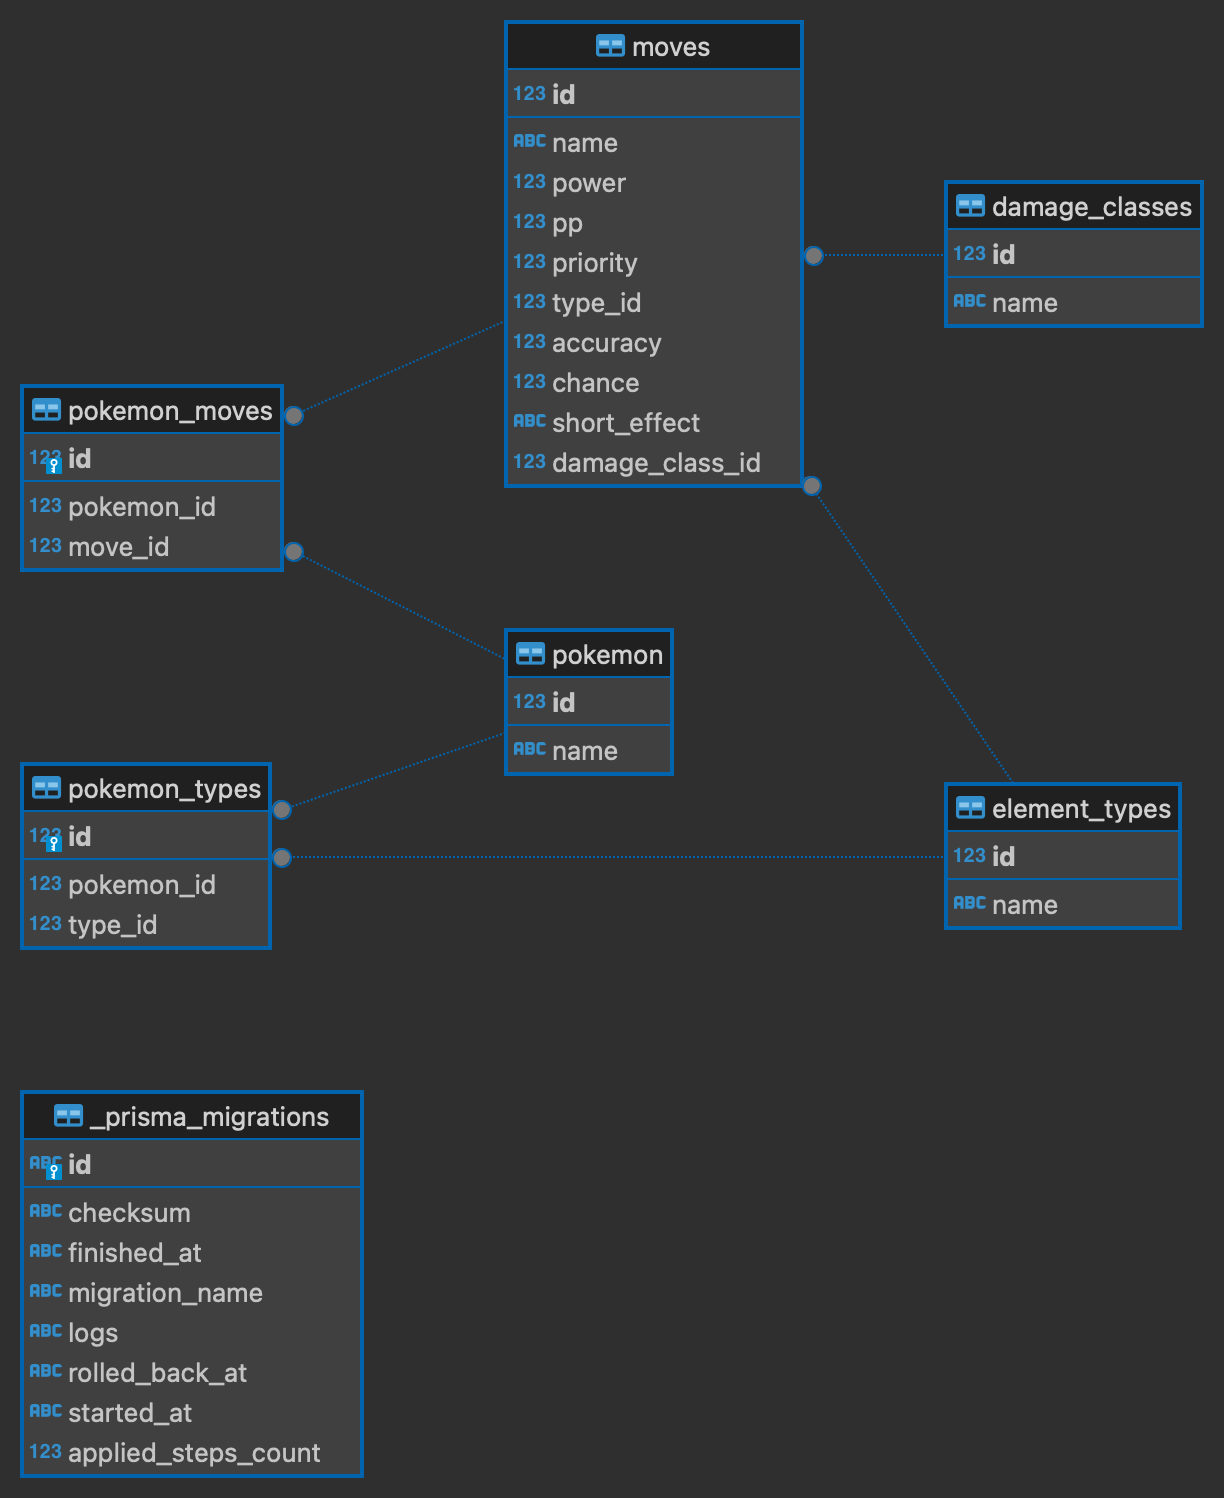 moves
123 id
ABC name
123 power
123 pp
123 priority
123 type_id
123 accuracy
123 chance
ABC short_effect
123 damage_class_id
damage_classes
123 id
ABC name
pokemon_moves
123 id
123 pokemon_id
123 move_id
pokemon
123 id
ABC name
pokemon_types
123 id
123 pokemon_id
123 type_id
element_types
123 id
ABC name
_prisma_migrations
ABC id
ABC checksum
ABC finished_at
ABC migration_name
ABC logs
ABC rolled_back_at
ABC started_at
123 applied_steps_count